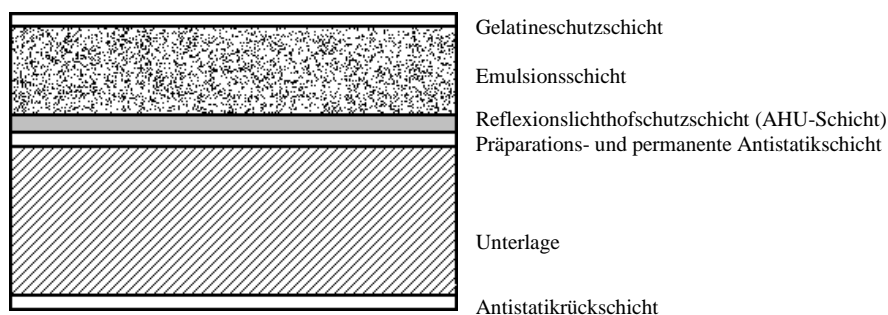 Gelatineschutzschicht
Emulsionsschicht
Reflexionslichthofschutzschicht (AHU-Schicht)
Präparations- und permanente Antistatikschicht
Unterlage
Antistatikrückschicht